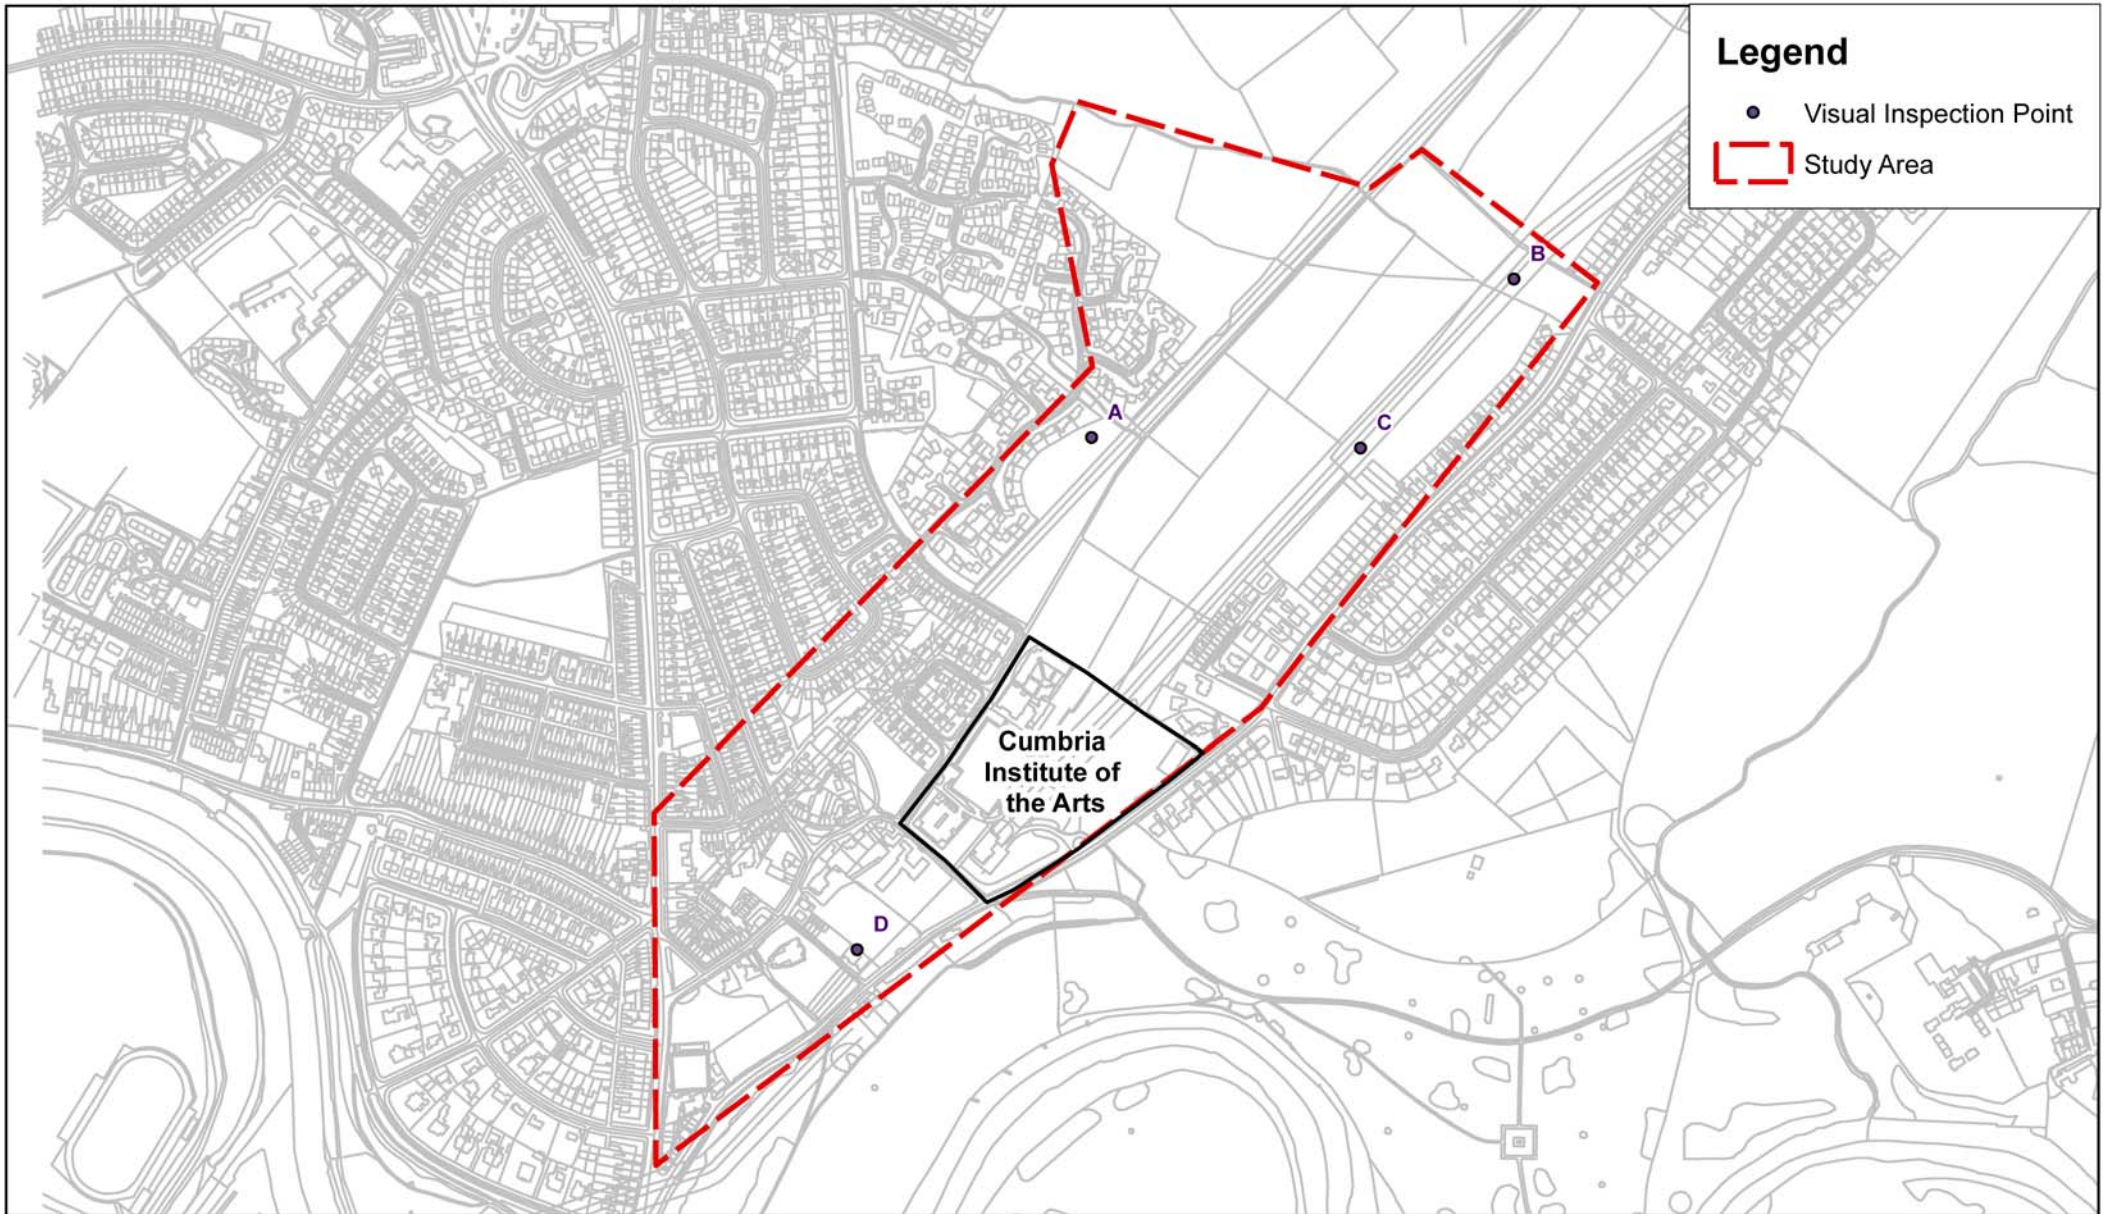 Legend
Visual Inspection Point
Study Area
B
A
C
Cumbria
Institute of
the Arts
D